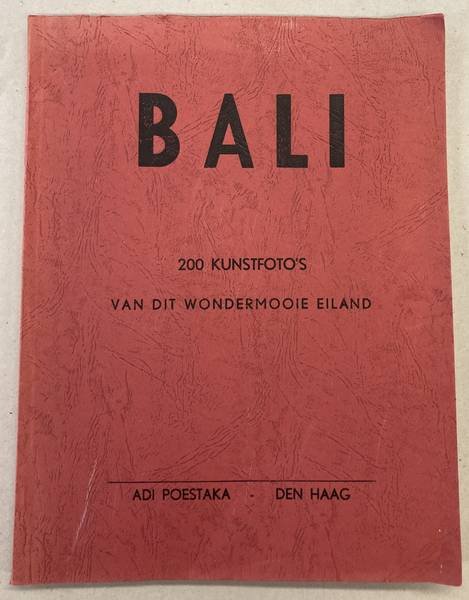 BALI
200 KUNSTFOTO'S
VAN DIT WONDERMOOIE EILAND
ADI POESTAKA - DEN HAAG